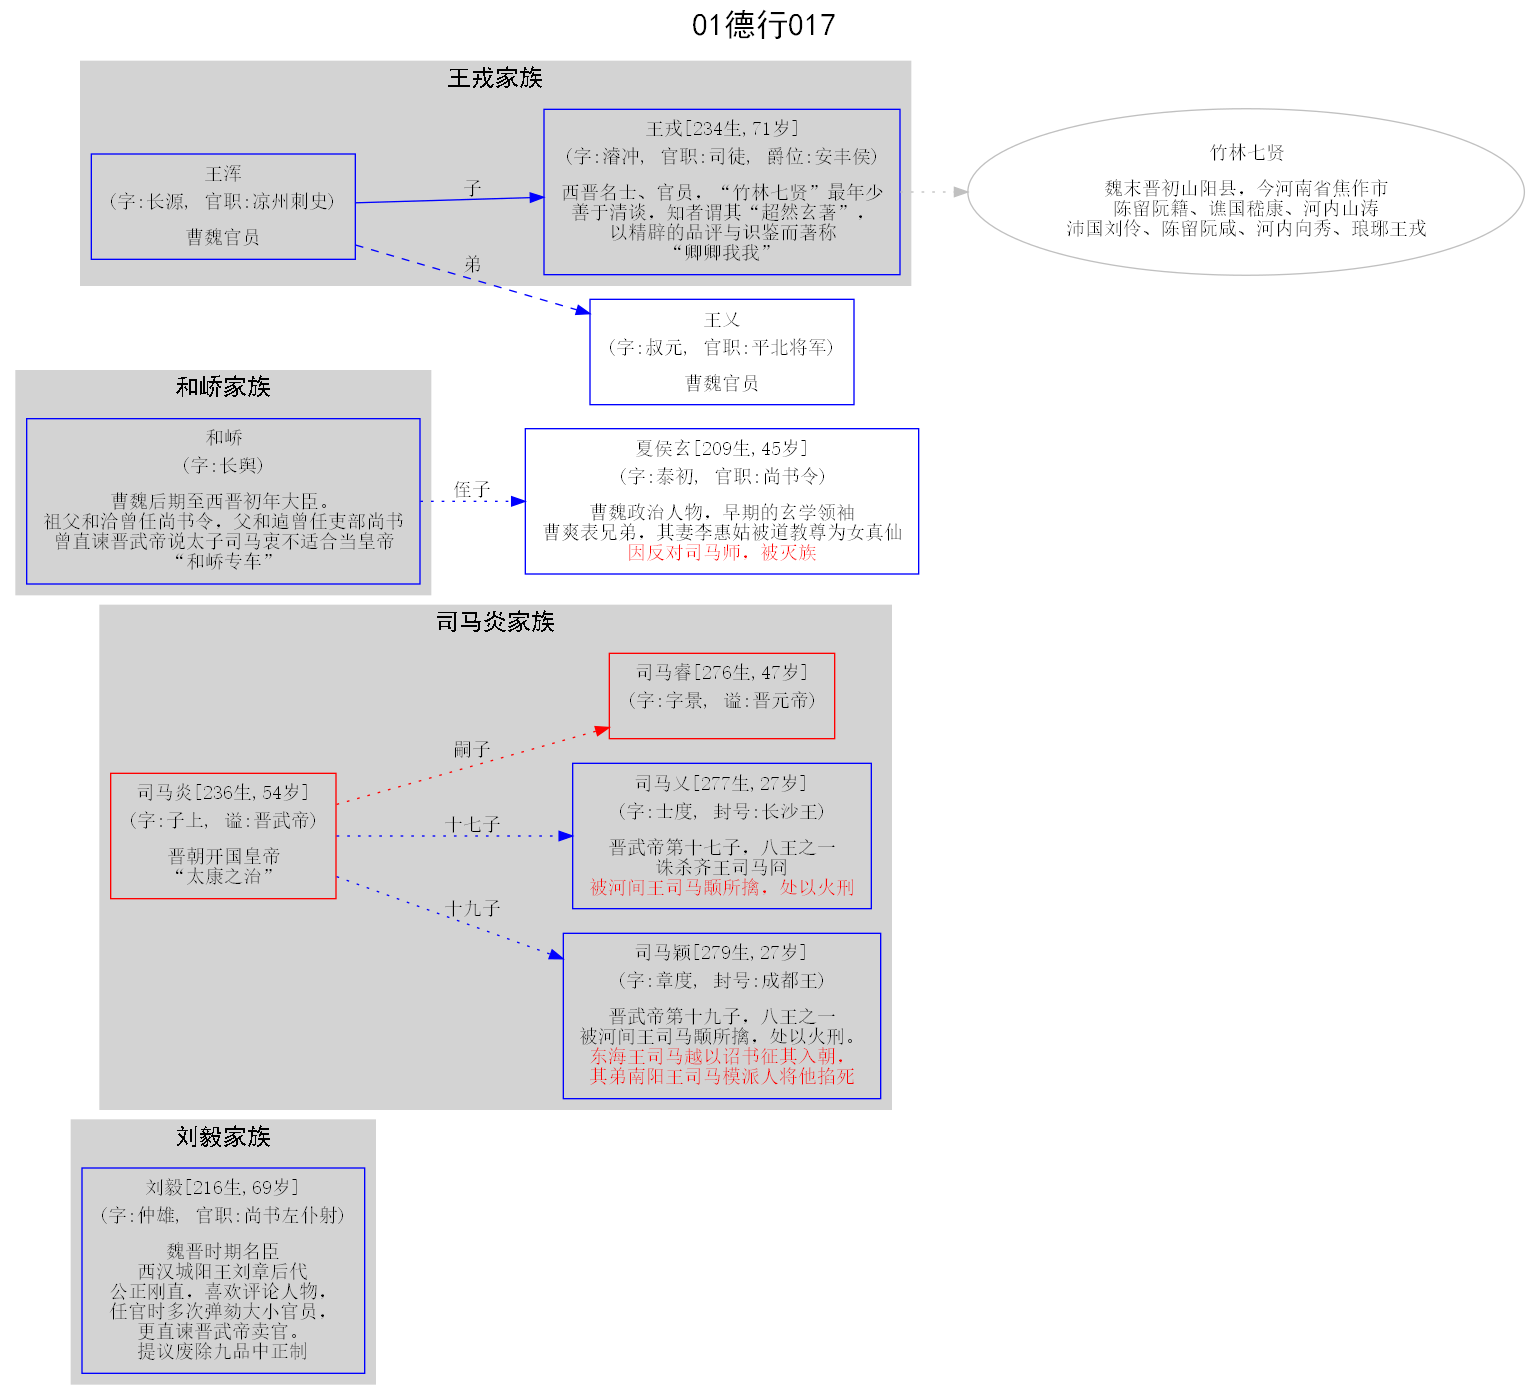 01德行017
王戎家族
王浑
(字:长源, 官职:凉州刺史)
曹魏官员
子
弟
王戎[234生,71岁]
(字:濬冲, 官职:司徒, 爵位:安丰侯)
西晋名士、官员，“竹林七贤”最年少
善于清谈，知者谓其“超然玄著”，
以精辟的品评与识鉴而著称
“卿卿我我”
竹林七贤
魏末晋初山阳县，今河南省焦作市
陈留阮籍、谯国嵇康、河内山涛
沛国刘伶、陈留阮咸、河内向秀、琅琊王戎
王乂
(字:叔元, 官职:平北将军)
曹魏官员
和峤家族
和峤
(字:长舆)
曹魏后期至西晋初年大臣。
祖父和洽曾任尚书令，父和逌曾任吏部尚书
曾直谏晋武帝说太子司马衷不适合当皇帝
“和峤专车”
侄子
夏侯玄[209生,45岁]
(字:泰初, 官职:尚书令)
曹魏政治人物，早期的玄学领袖
曹爽表兄弟，其妻李惠姑被道教尊为女真仙
因反对司马师，被灭族
司马炎家族
司马炎[236生,54岁]
(字:子上, 谥:晋武帝)
晋朝开国皇帝
“太康之治”
嗣子
十七子
十九子
司马睿[276生,47岁]
(字:字景, 谥:晋元帝)
司马乂[277生,27岁]
(字:士度, 封号:长沙王)
晋武帝第十七子，八王之一
诛杀齐王司马冏
被河间王司马颙所擒，处以火刑
司马颖[279生,27岁]
(字:章度, 封号:成都王)
晋武帝第十九子，八王之一
被河间王司马颙所擒，处以火刑。
东海王司马越以诏书征其入朝，
其弟南阳王司马模派人将他掐死
刘毅家族
刘毅[216生,69岁]
(字:仲雄, 官职:尚书左仆射)
魏晋时期名臣
西汉城阳王刘章后代
公正刚直，喜欢评论人物，
任官时多次弹劾大小官员，
更直谏晋武帝卖官。
提议废除九品中正制